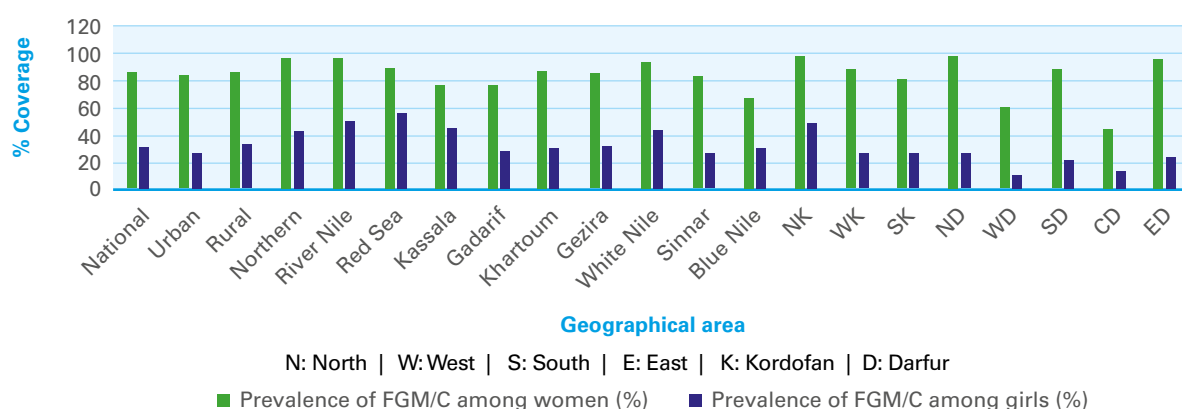 120
100
80
60
40
20
0
% Coverage
National
Urban
Rural
Northern
River Nile
Red Sea
Kassala
Gadarif
Khartoum
Gezira
White Nile
Sinnar
Blue Nile
NK
WK
SK
ND
WD
SD
CD
ED
Geographical area
N: North | W: West | S: South | E: East | K: Kordofan | D: Darfur
Prevalence of FGM/C among women (%) Prevalence of FGM/C among girls (%)